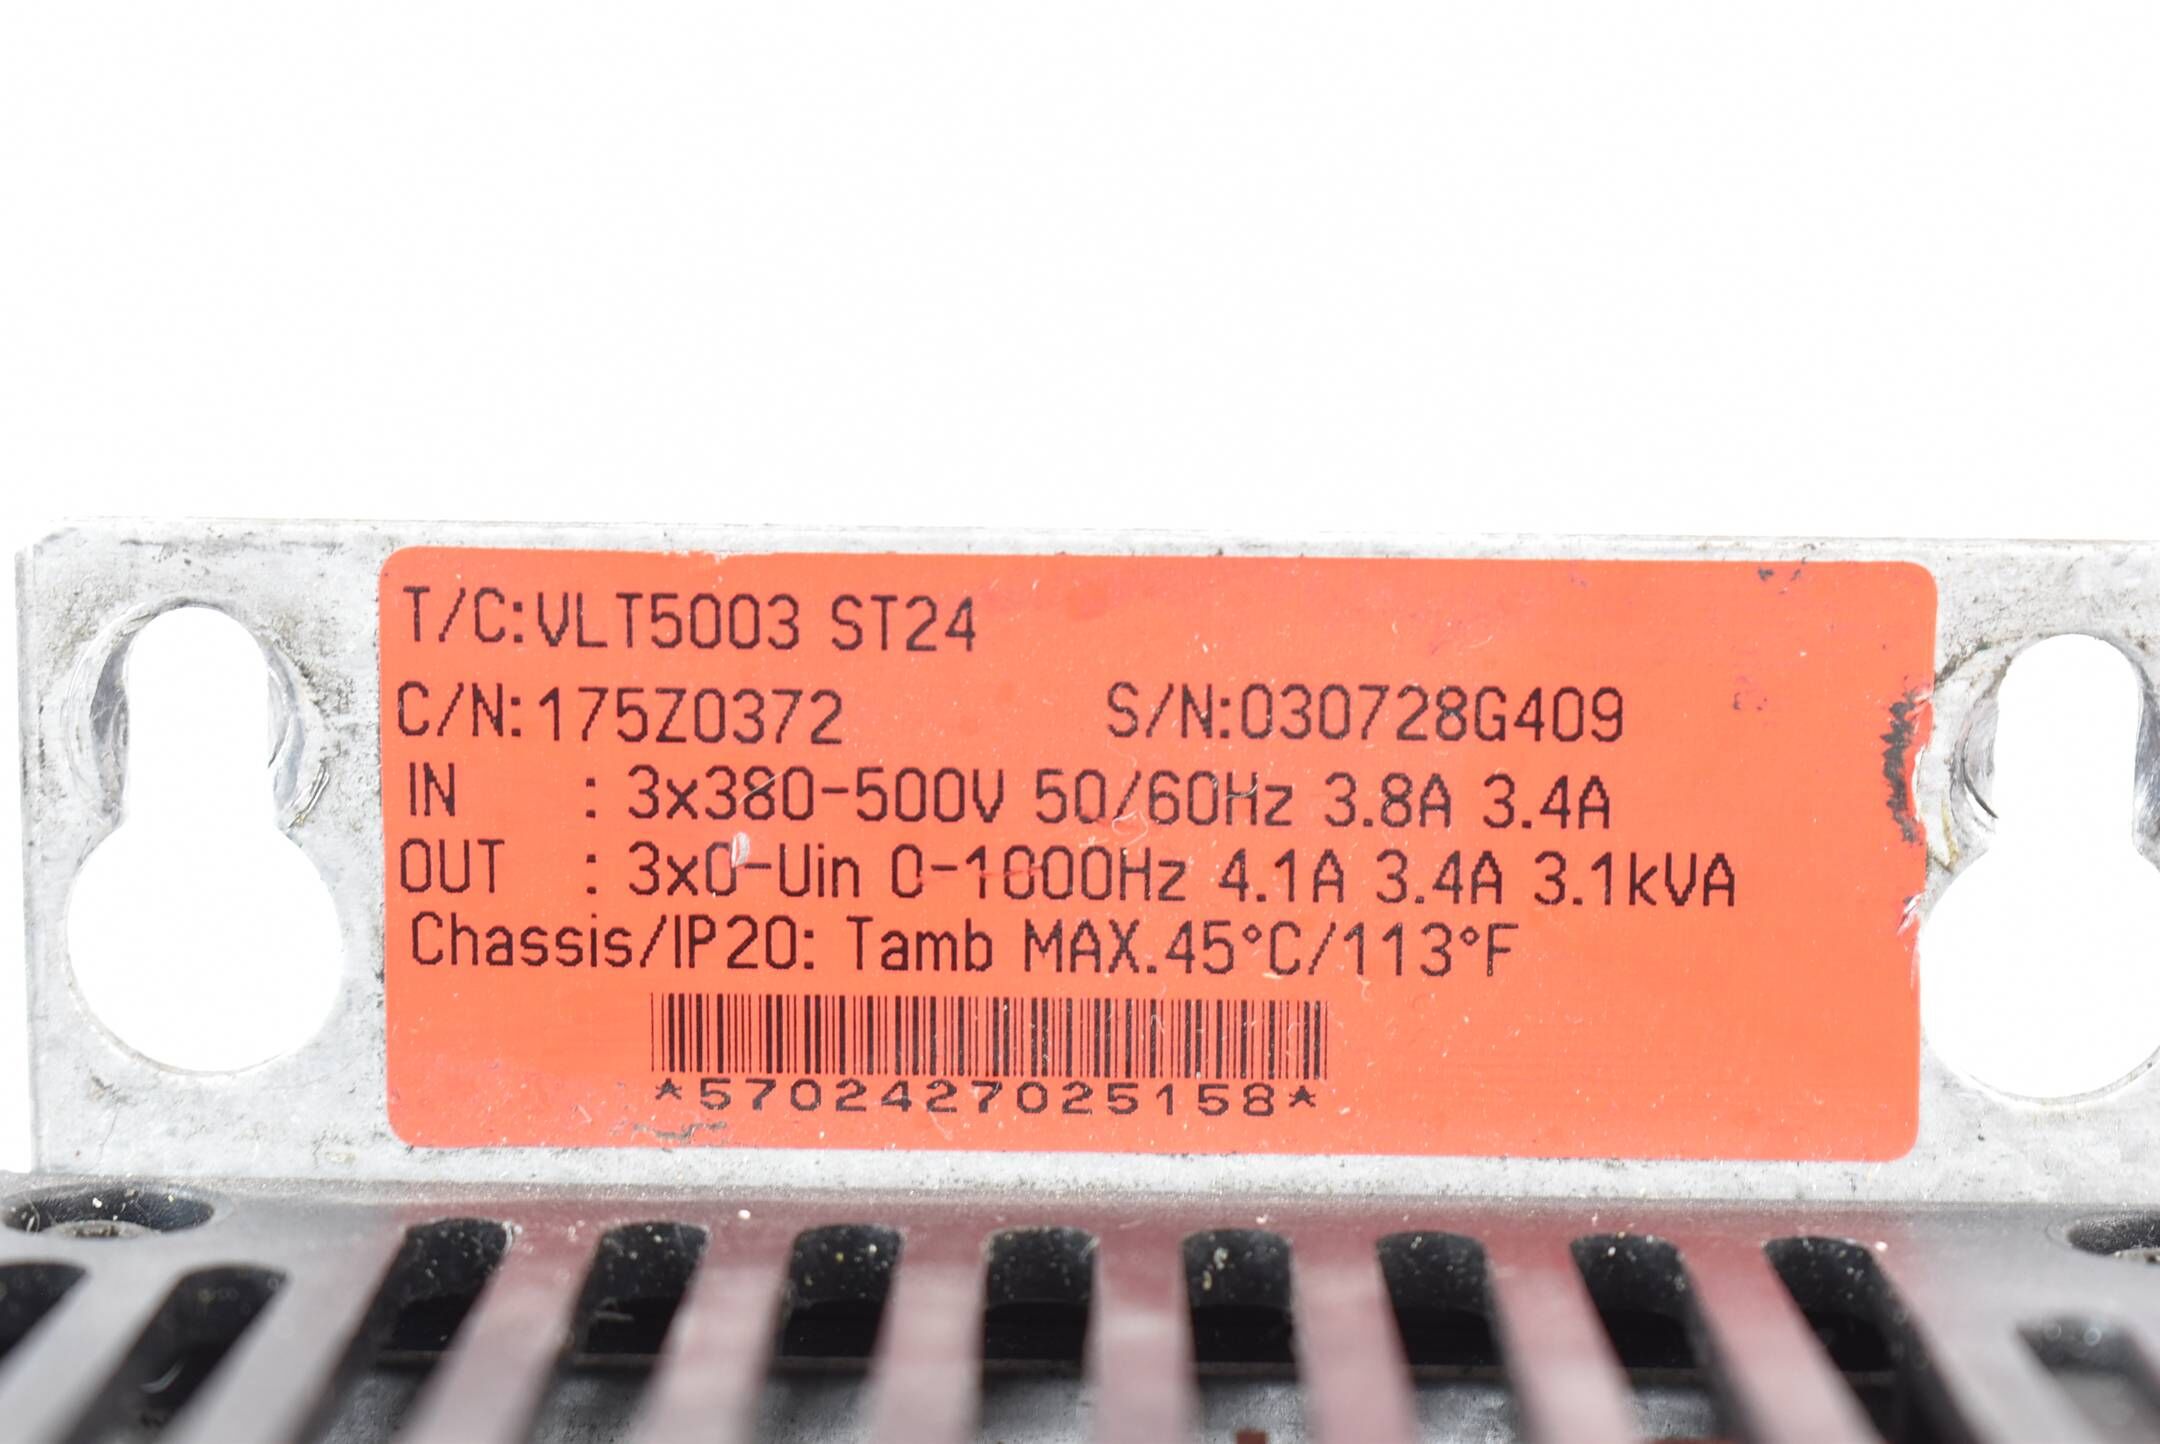 T/C:VLT5003 ST24
C/N:175Z0372 S/N:030728G409
IN : 3x380-500V 50/60Hz 3.8A 3.4A
OUT : 3x0-Uin 0-1000Hz 4.1A 3.4A 3.1kVA
Chassis/IP20: Tamb MAX.45°C/113°F
*5702427025158*